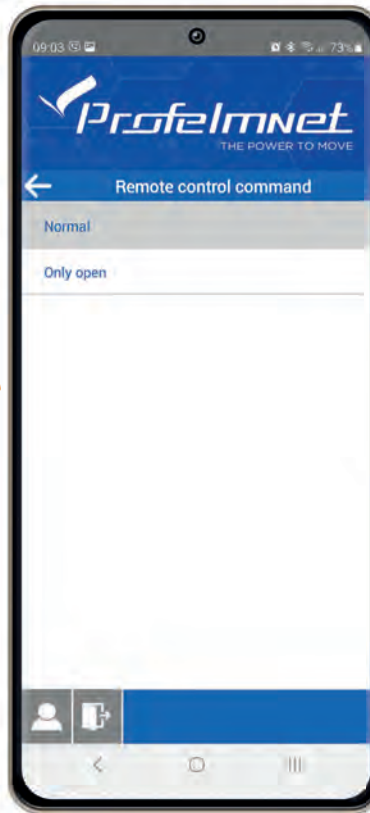 09:03
73%
Profelmnet
THE POWER TO MOVE
Remote control command
Normal
Only open